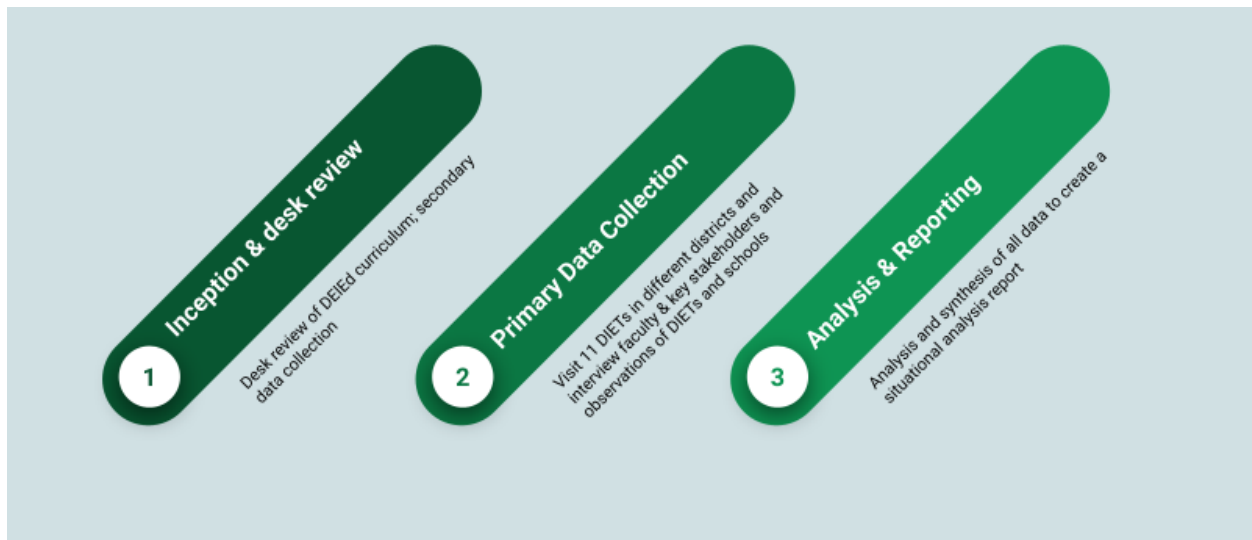 1
Inception & desk review
Desk review of DElEd curriculum; secondary
data collection
2
Primary Data Collection
Visit 11 DIETs in different districts and
interview faculty & key stakeholders and
observations of DIETs and schools
3
Analysis & Reporting
Analysis and synthesis of all data to create a
situational analysis report